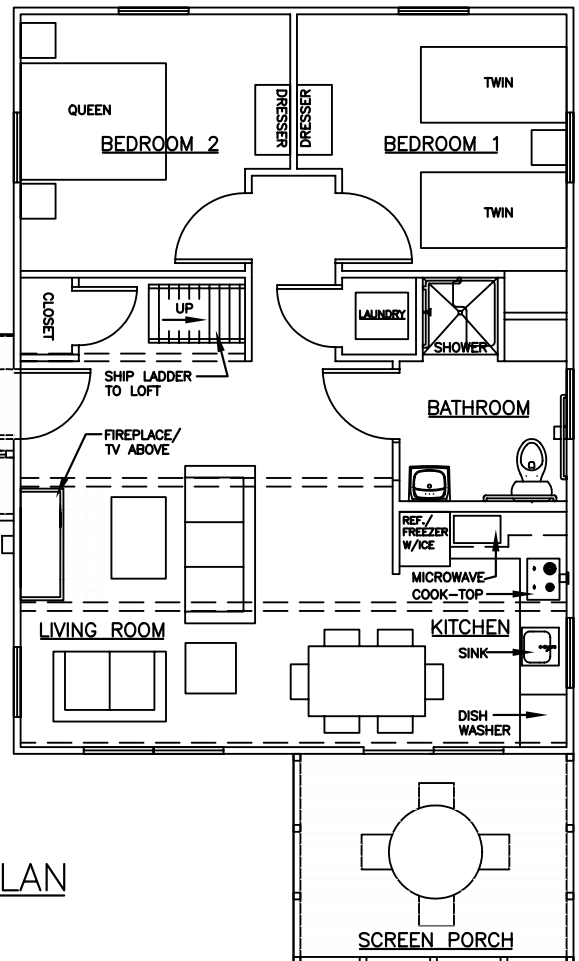 QUEEN
BEDROOM 2
DRESSER
DRESSER
BEDROOM 1
TWIN
TWIN
CLOSET
UP
SHIP LADDER
TO LOFT
LAUNDRY
SHOWER
BATHROOM
FIREPLACE/
TV ABOVE
REF./
FREEZER
W/ICE
MICROWAVE
COOK-TOP
LIVING ROOM
KITCHEN
SINK
DISH
WASHER
LAN
SCREEN PORCH